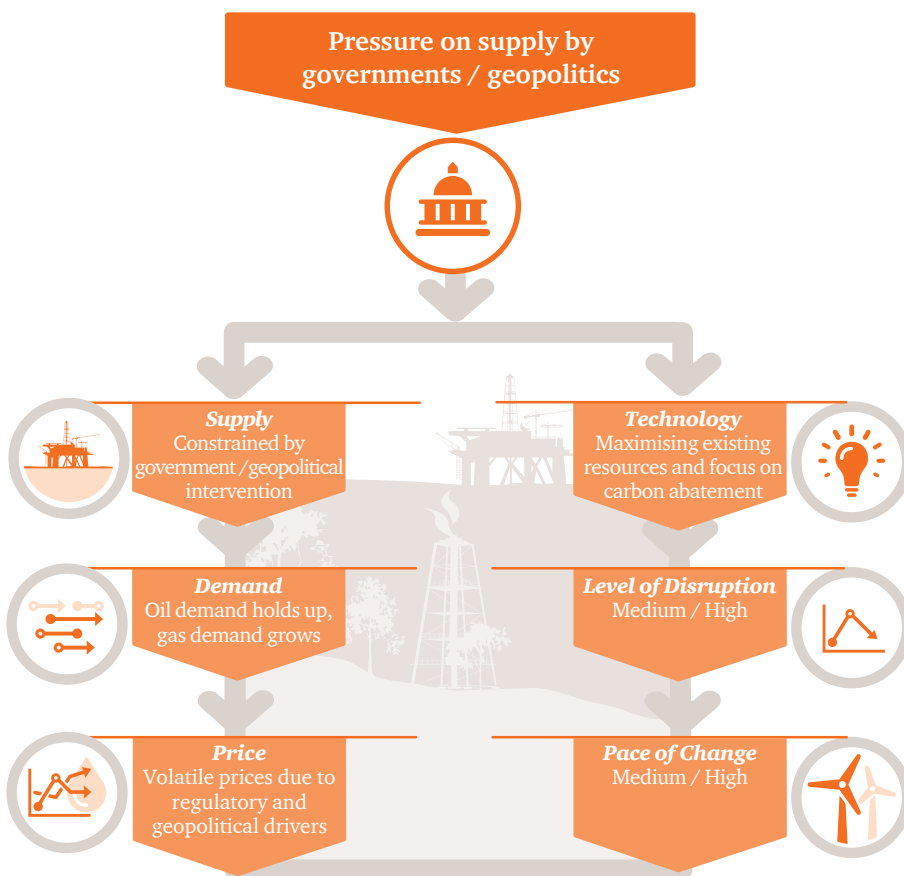 Pressure on supply by
governments / geopolitics
Supply
Constrained by
government /geopolitical
intervention
Technology
Maximising existing
resources and focus on
carbon abatement
Demand
Oil demand holds up,
gas demand grows
Level of Disruption
Medium / High
Price
Volatile prices due to
regulatory and
geopolitical drivers
Pace of Change
Medium / High